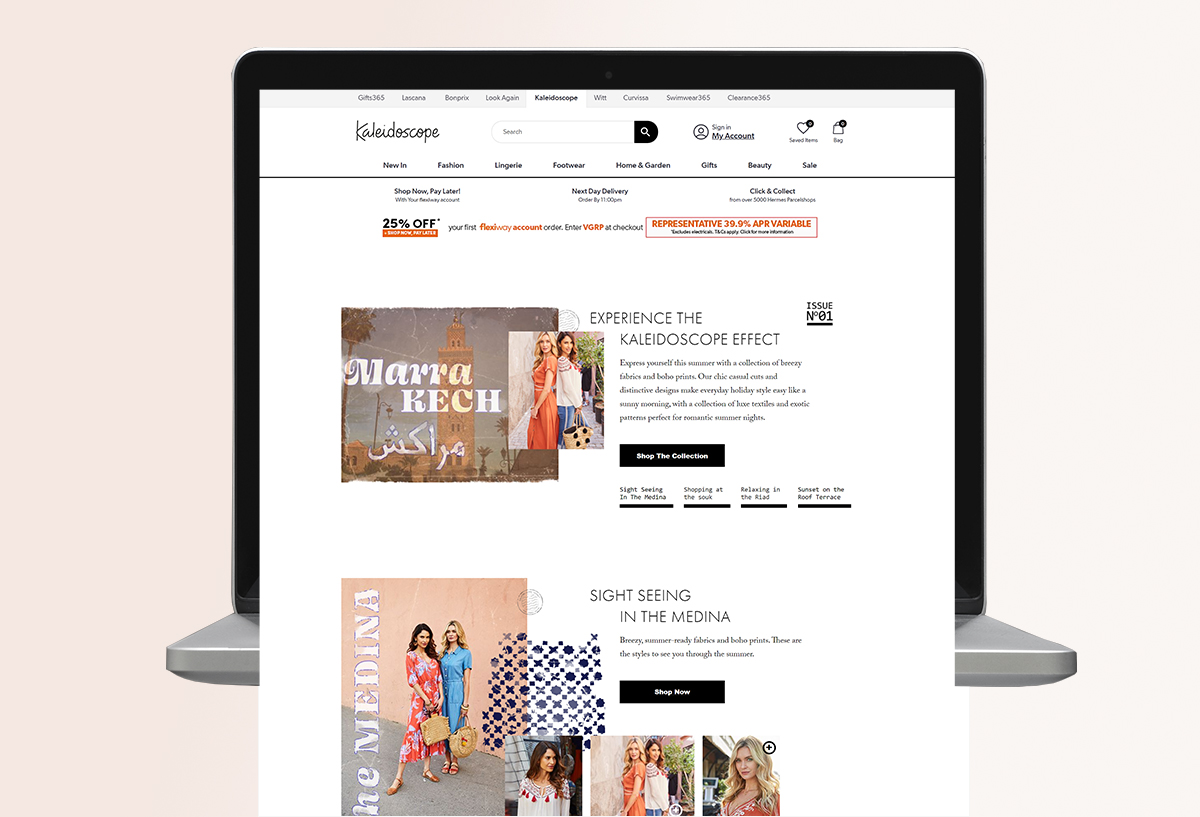 Gifts365 Lascana Bonprix Look Again Kaleidoscope Witt Curvissa Swimwear365 Clearance365
Kaleidoscope
Search
Sign in
My Account
0
Saved Items
0
Bag
New In Fashion Lingerie Footwear Home & Garden Gifts Beauty Sale
Shop Now, Pay Later!
With Your flexiway account
Next Day Delivery
Order By 11:00pm
Click & Collect
from over 5000 Hermes Parcelshops
25% OFF*
+ SHOP NOW, PAY LATER
your first flexiway account order. Enter VGRP at checkout
REPRESENTATIVE 39.9% APR VARIABLE
*Excludes electricals. T&Cs apply. Click for more information
Marra
KECH
مراكش
EXPERIENCE THE
KALEIDOSCOPE EFFECT
ISSUE
Nº01
Express yourself this summer with a collection of breezy
fabrics and boho prints. Our chic casual cuts and
distinctive designs make everyday holiday style easy like a
sunny morning, with a collection of luxe textiles and exotic
patterns perfect for romantic summer nights.
Shop The Collection
Sight Seeing
In The Medina
Shopping at
the souk
Relaxing in
the Riad
Sunset on the
Roof Terrace
he MEDINA
SIGHT SEEING
IN THE MEDINA
Breezy, summer-ready fabrics and boho prints. These are
the styles to see you through the summer.
Shop Now